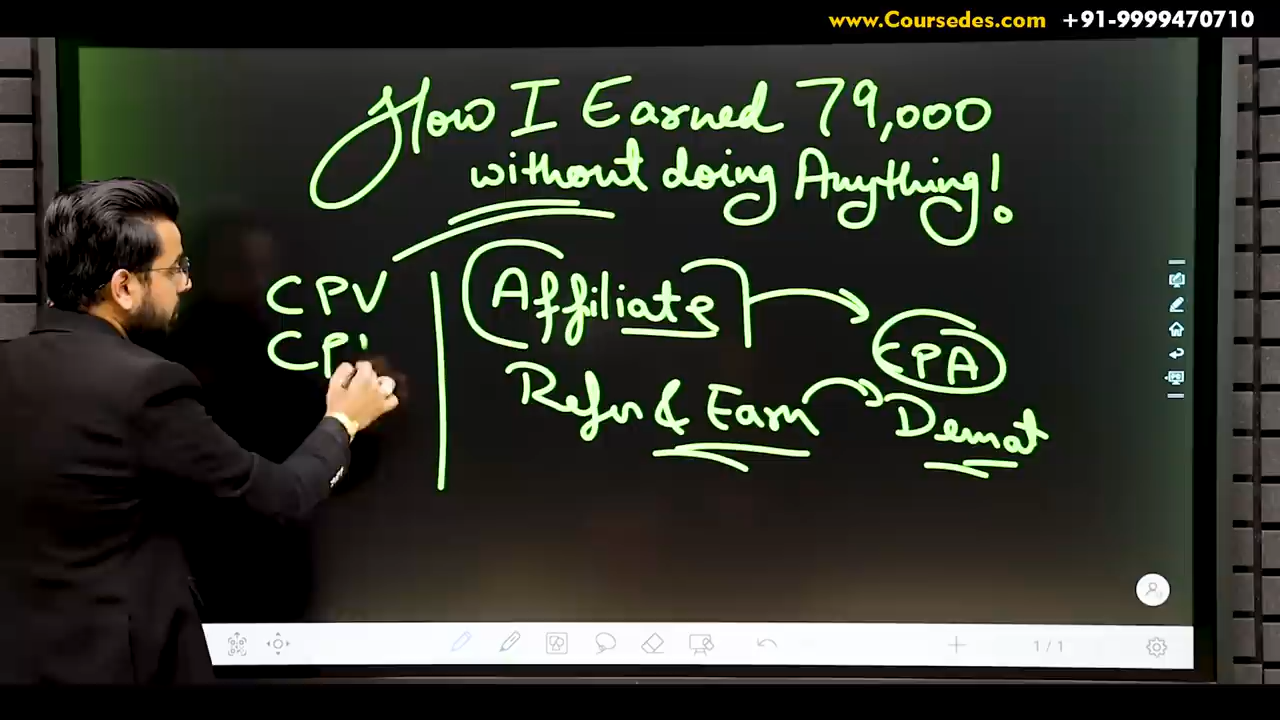 www.Coursedes.com +91-9999470710
How I Earned 79,000
without doing Anything!
CPV
Affiliate
CPA
Refer & Earn
Demat
1/1